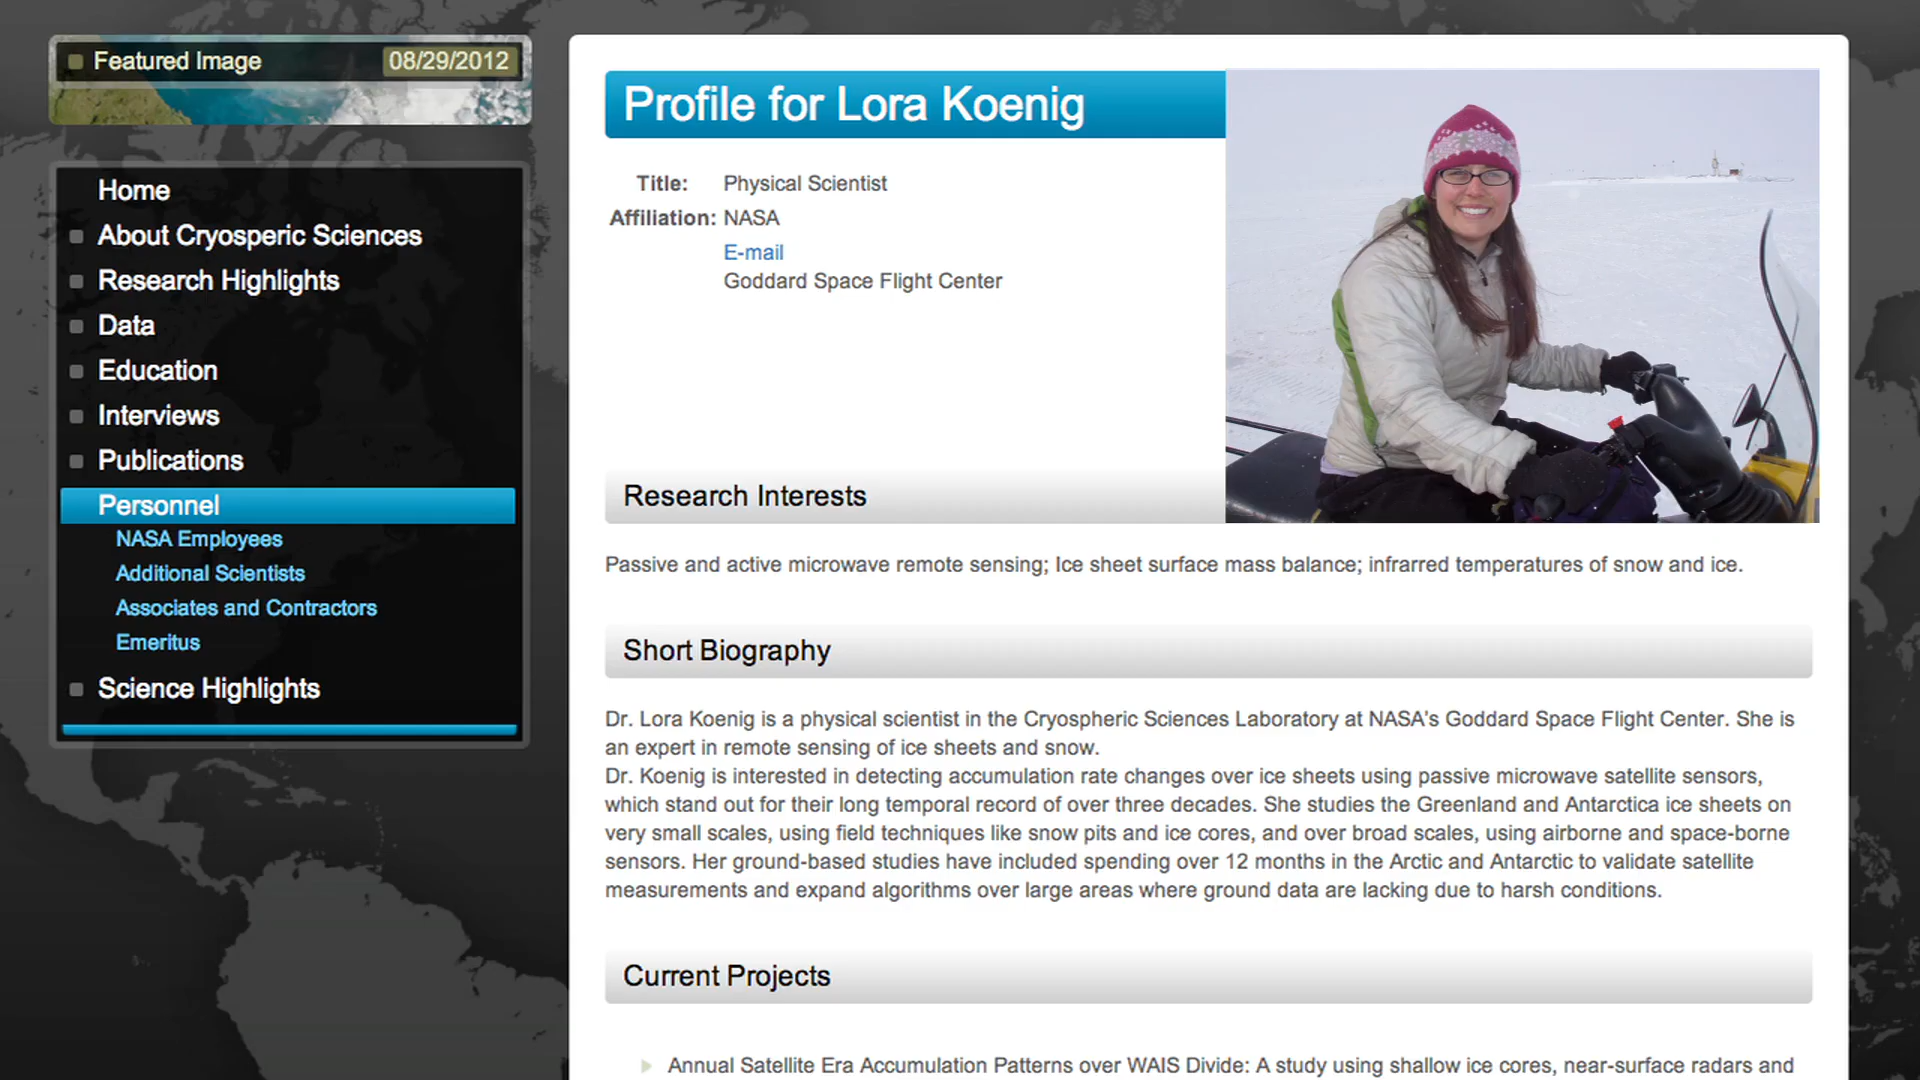 Featured Image 08/29/2012
Home
About Cryosperic Sciences
Research Highlights
Data
Education
Interviews
Publications
Personnel
NASA Employees
Additional Scientists
Associates and Contractors
Emeritus
Science Highlights
Profile for Lora Koenig
Title: Physical Scientist
Affiliation: NASA
E-mail
Goddard Space Flight Center
Research Interests
Passive and active microwave remote sensing; Ice sheet surface mass balance; infrarred temperatures of snow and ice.
Short Biography
Dr. Lora Koenig is a physical scientist in the Cryospheric Sciences Laboratory at NASA's Goddard Space Flight Center. She is
an expert in remote sensing of ice sheets and snow.
Dr. Koenig is interested in detecting accumulation rate changes over ice sheets using passive microwave satellite sensors,
which stand out for their long temporal record of over three decades. She studies the Greenland and Antarctica ice sheets on
very small scales, using field techniques like snow pits and ice cores, and over broad scales, using airborne and space-borne
sensors. Her ground-based studies have included spending over 12 months in the Arctic and Antarctic to validate satellite
measurements and expand algorithms over large areas where ground data are lacking due to harsh conditions.
Current Projects
Annual Satellite Era Accumulation Patterns over WAIS Divide: A study using shallow ice cores, near-surface radars and